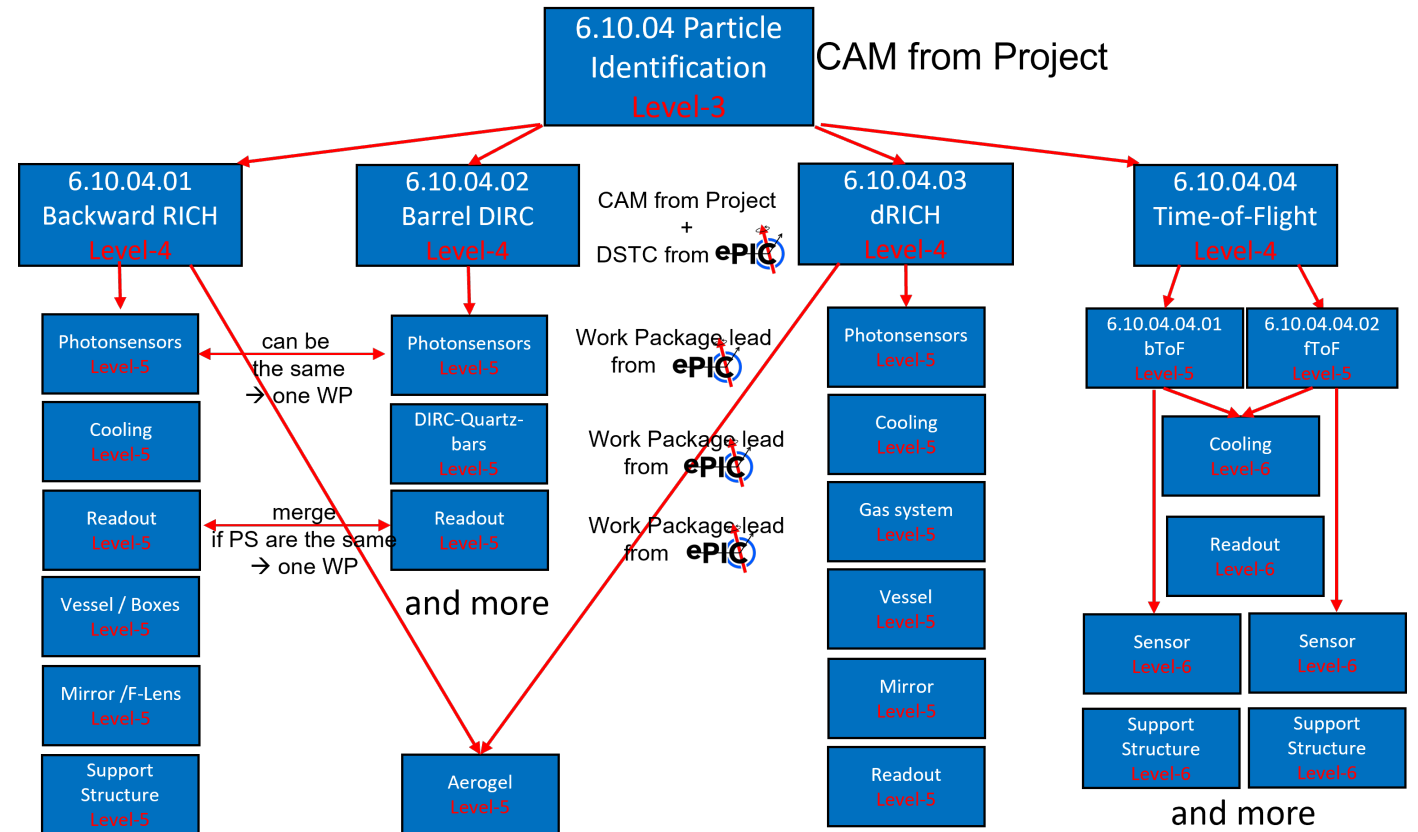 6.10.04 Particle
Identification
Level-3
CAM from Project
6.10.04.01
Backward RICH
Level-4
6.10.04.02
Barrel DIRC
Level-4
CAM from Project
+
DSTC from ePIC
6.10.04.03
dRICH
Level-4
6.10.04.04
Time-of-Flight
Level-4
Photonsensors
Level-5
Cooling
Level-5
Readout
Level-5
Vessel / Boxes
Level-5
Mirror /F-Lens
Level-5
Support
Structure
Level-5
can be
the same
→ one WP
merge
if PS are the same
→ one WP
Photonsensors
Level-5
DIRC-Quartz-
bars
Level-5
Readout
Level-5
and more
Aerogel
Level-5
Work Package lead
from ePIC
Work Package lead
from ePIC
Work Package lead
from ePIC
Photonsensors
Level-5
Cooling
Level-5
Gas system
Level-5
Vessel
Level-5
Mirror
Level-5
Readout
Level-5
6.10.04.04.01
bToF
Level-5
6.10.04.04.02
fToF
Level-5
Cooling
Level-6
Readout
Level-6
Sensor
Level-6
Sensor
Level-6
Support
Structure
Level-6
Support
Structure
Level-6
and more